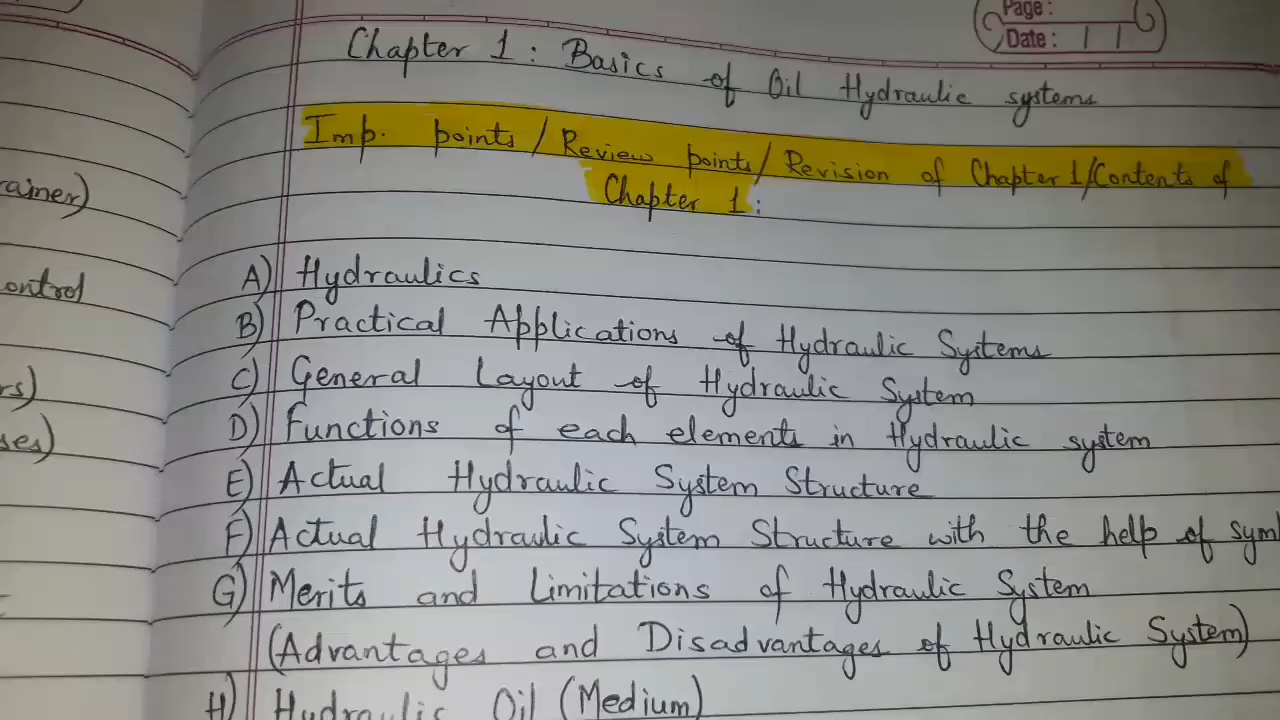 Page:
Date:
Chapter 1: Basics of Oil Hydraulic systems
Imp. points/Review points/Revision of Chapter 1/Contents of
Chapter 1:
A) Hydraulics
B) Practical Applications of Hydraulic Systems
C) General Layout of Hydraulic System
D) Functions of each elements in Hydraulic system
E) Actual Hydraulic System Structure
F) Actual Hydraulic System Structure with the help of
G) Merits and Limitations of Hydraulic System
(Advantages and Disadvantages of Hydraulic System)
H) Hydraulic Oil (Medium)